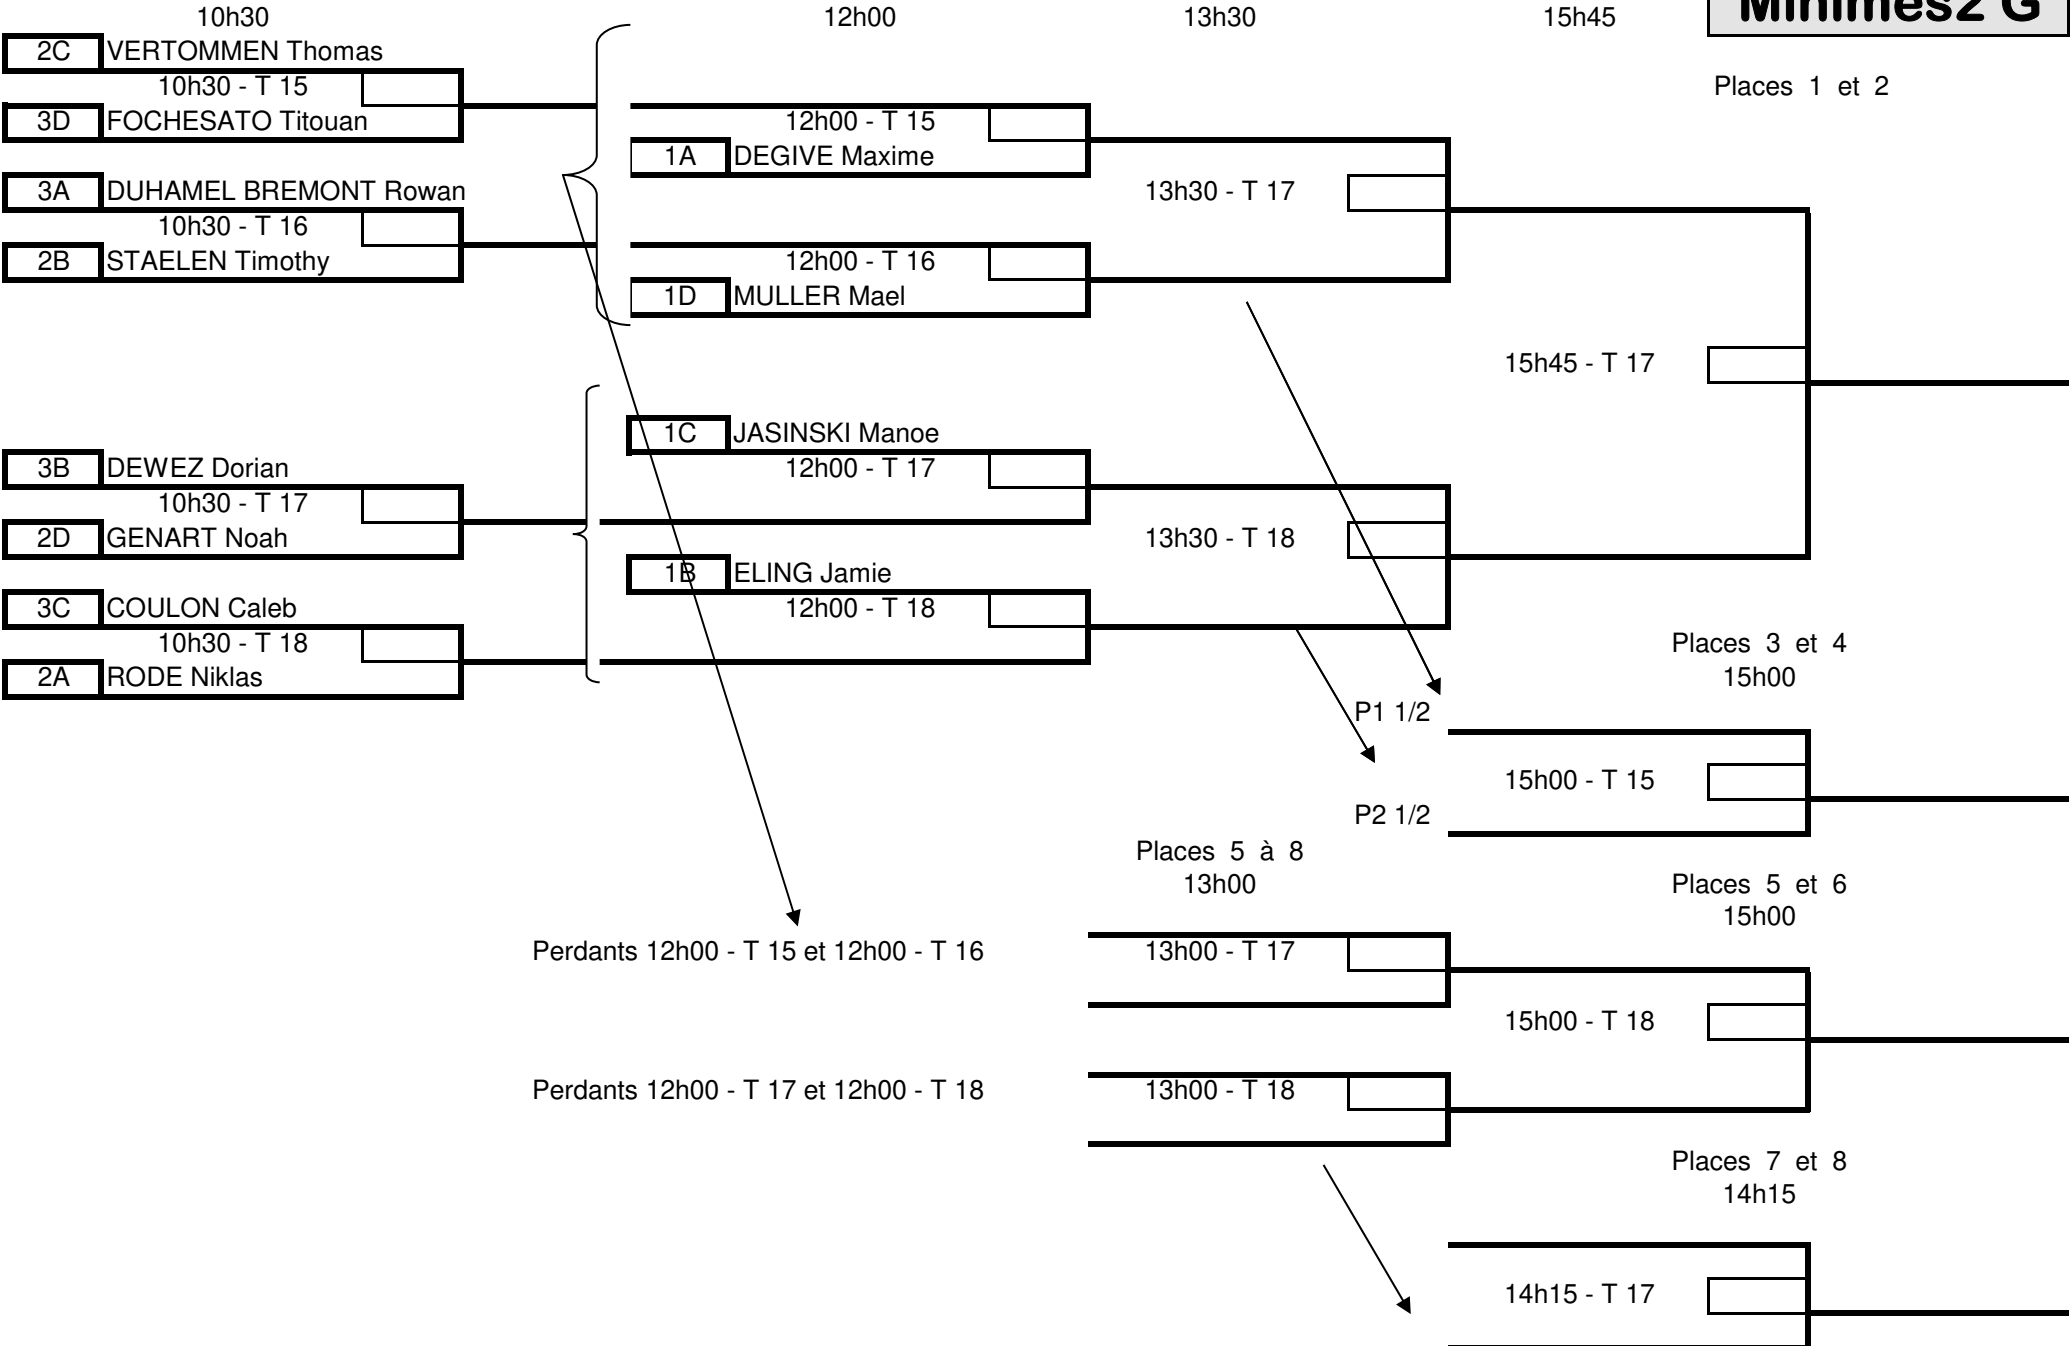 10h30 12h00 13h30 15h45 Minimes2 G
2C VERTOMMEN Thomas
10h30 - T 15 Places 1 et 2
3D FOCHESATO Titouan 12h00 - T 15
1A DEGIVE Maxime
3A DUHAMEL BREMONT Rowan 13h30 - T 17
10h30 - T 16
2B STAELEN Timothy 12h00 - T 16
1D MULLER Mael
15h45 - T 17
1C JASINSKI Manoe
3B DEWEZ Dorian 12h00 - T 17
10h30 - T 17
2D GENART Noah 13h30 - T 18
1B ELING Jamie
3C COULON Caleb 12h00 - T 18
10h30 - T 18 Places 3 et 4
2A RODE Niklas 15h00
P1 1/2
15h00 - T 15
P2 1/2
Places 5 à 8
13h00 Places 5 et 6
15h00
Perdants 12h00 - T 15 et 12h00 - T 16 13h00 - T 17
15h00 - T 18
Perdants 12h00 - T 17 et 12h00 - T 18 13h00 - T 18
Places 7 et 8
14h15
14h15 - T 17